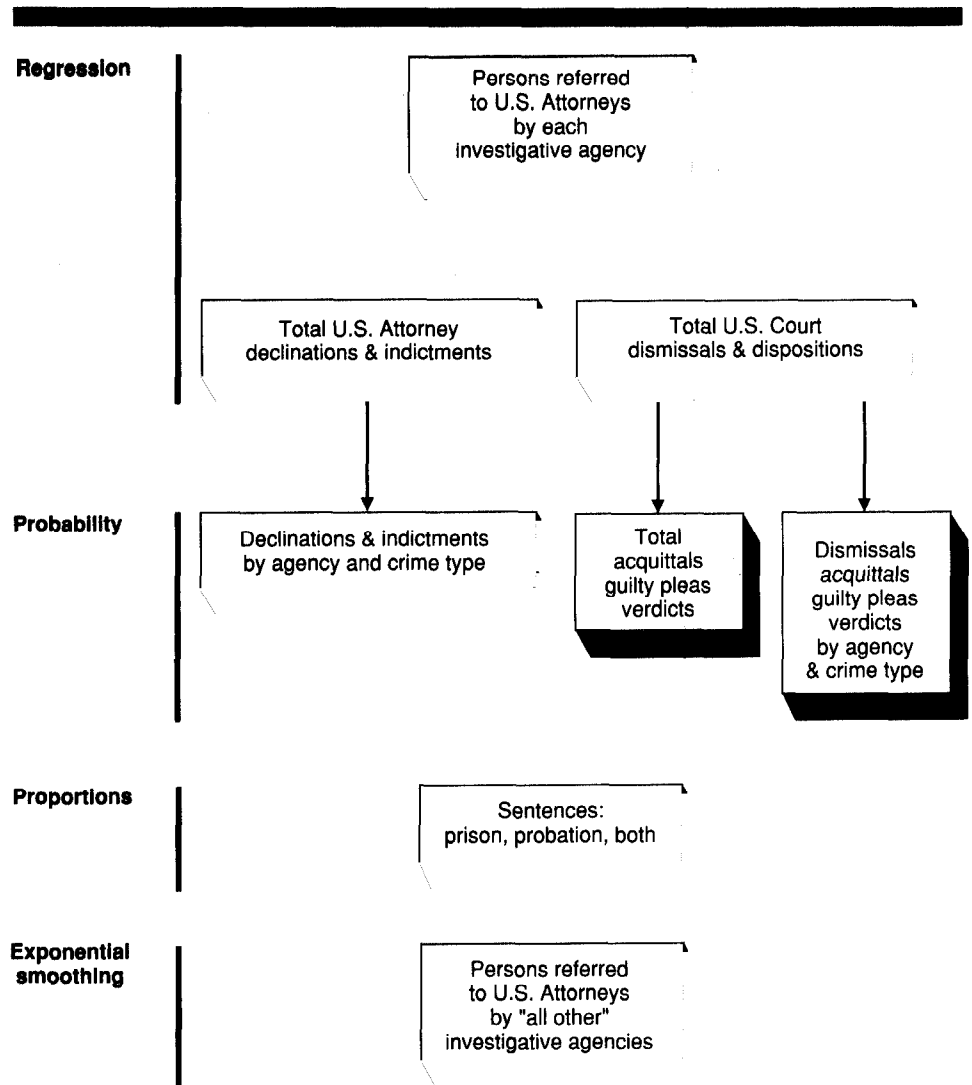 Regression
Persons referred
to U.S. Attorneys
by each
investigative agency
Total U.S. Attorney
declinations & indictments
Total U.S. Court
dismissals & dispositions
Probability
Declinations & indictments
by agency and crime type
Total
acquittals
guilty pleas
verdicts
Dismissals
acquittals
guilty pleas
verdicts
by agency
& crime type
Proportions
Sentences:
prison, probation, both
Exponential
smoothing
Persons referred
to U.S. Attorneys
by "all other"
investigative agencies